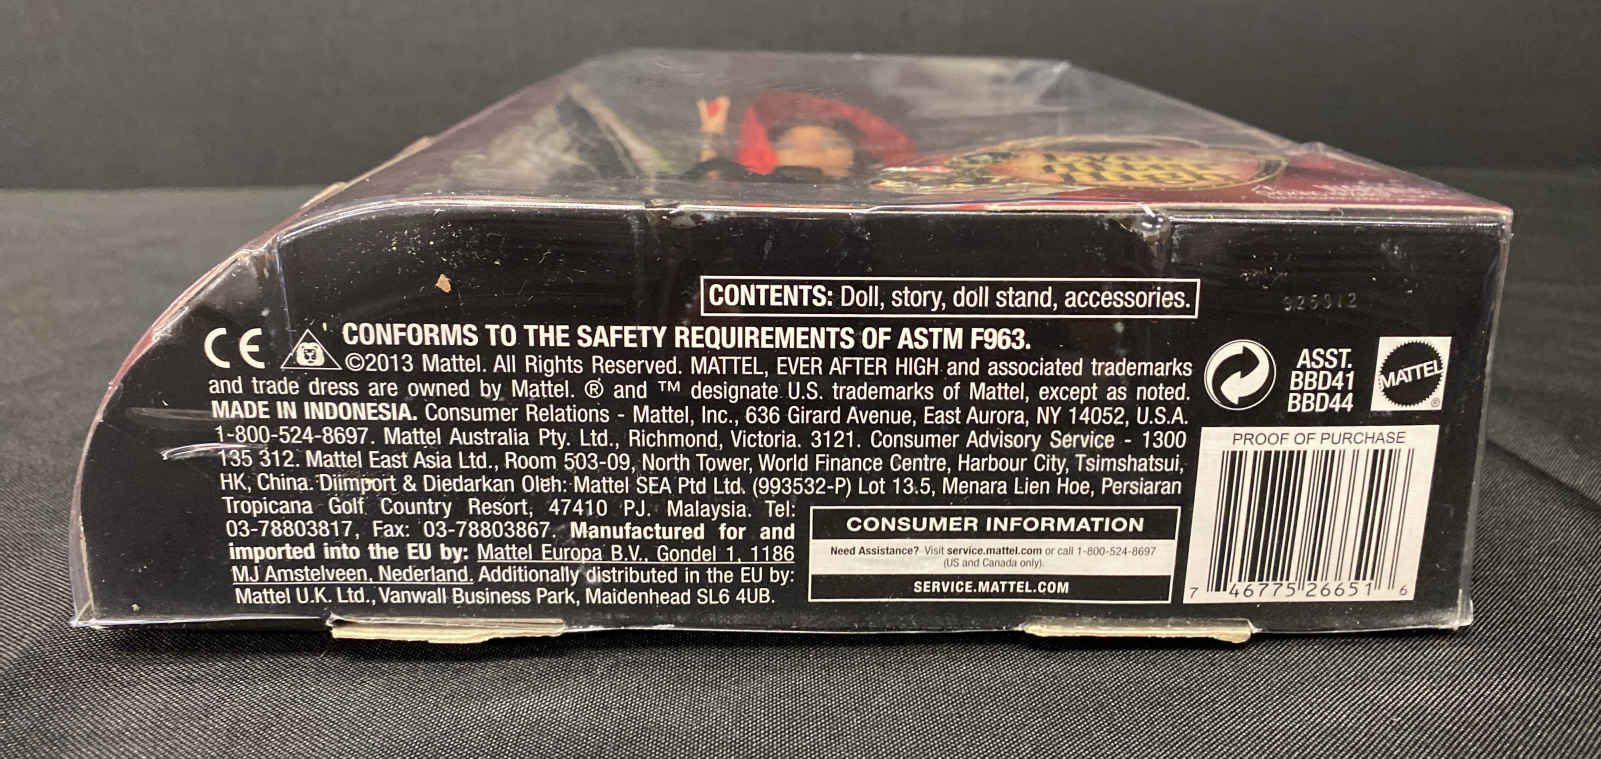 CONTENTS: Doll, story, doll stand, accessories.
925912
CE
CONFORMS TO THE SAFETY REQUIREMENTS OF ASTM F963.
©2013 Mattel. All Rights Reserved. MATTEL, EVER AFTER HIGH and associated trademarks
and trade dress are owned by Mattel. ® and ™ designate U.S. trademarks of Mattel, except as noted.
MADE IN INDONESIA. Consumer Relations - Mattel, Inc., 636 Girard Avenue, East Aurora, NY 14052, U.S.A.
1-800-524-8697. Mattel Australia Pty. Ltd., Richmond, Victoria. 3121. Consumer Advisory Service - 1300
135 312. Mattel East Asia Ltd., Room 503-09, North Tower, World Finance Centre, Harbour City, Tsimshatsui,
HK, China. Diimport & Diedarkan Oleh: Mattel SEA Ptd Ltd. (993532-P) Lot 13.5, Menara Lien Hoe, Persiaran
Tropicana Golf Country Resort, 47410 PJ. Malaysia. Tel:
03-78803817, Fax: 03-78803867. Manufactured for and
imported into the EU by: Mattel Europa B.V., Gondel 1, 1186
MJ Amstelveen, Nederland. Additionally distributed in the EU by:
Mattel U.K. Ltd., Vanwall Business Park, Maidenhead SL6 4UB.
CONSUMER INFORMATION
Need Assistance? Visit service.mattel.com or call 1-800-524-8697
(US and Canada only).
SERVICE.MATTEL.COM
ASST.
BBD41
BBD44
MATTEL
®
PROOF OF PURCHASE
7 46775 26651 6